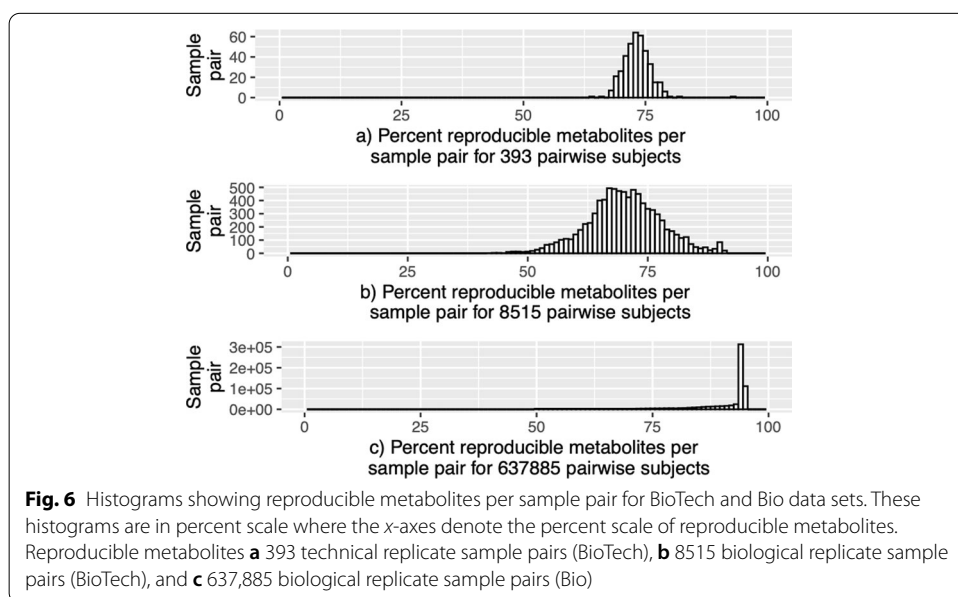 Sample
pair
60
40
20
0
0 25 50 75 100
a) Percent reproducible metabolites per
sample pair for 393 pairwise subjects
Sample
pair
500
400
300
200
100
0
0 25 50 75 100
b) Percent reproducible metabolites per
sample pair for 8515 pairwise subjects
Sample
pair
3e+05
2e+05
1e+05
0e+00
0 25 50 75 100
c) Percent reproducible metabolites per
sample pair for 637885 pairwise subjects
Fig. 6 Histograms showing reproducible metabolites per sample pair for BioTech and Bio data sets. These
histograms are in percent scale where the x-axes denote the percent scale of reproducible metabolites.
Reproducible metabolites a 393 technical replicate sample pairs (BioTech), b 8515 biological replicate sample
pairs (BioTech), and c 637,885 biological replicate sample pairs (Bio)